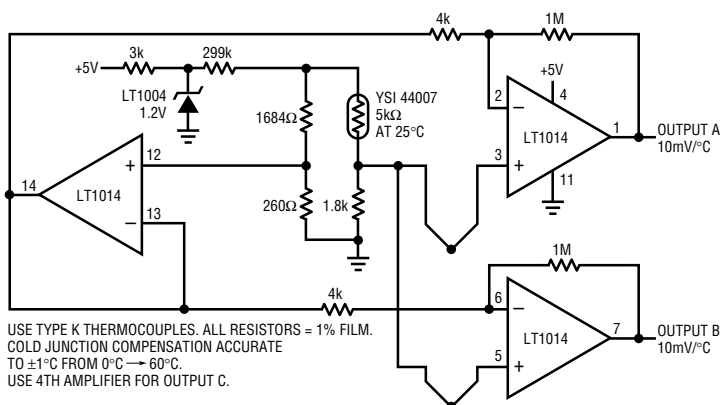 4k
1M
3k
299k
+5V
LT1004
1.2V
1684Ω
YSI 44007
5kΩ
AT 25°C
+5V
2
4
−
LT1014
1
OUTPUT A
10mV/°C
3
+
11
12
+
14
LT1014
−
13
260Ω
1.8k
1M
4k
6
−
LT1014
7
OUTPUT B
10mV/°C
5
+
USE TYPE K THERMOCOUPLES. ALL RESISTORS = 1% FILM.
COLD JUNCTION COMPENSATION ACCURATE
TO ±1°C FROM 0°C → 60°C.
USE 4TH AMPLIFIER FOR OUTPUT C.